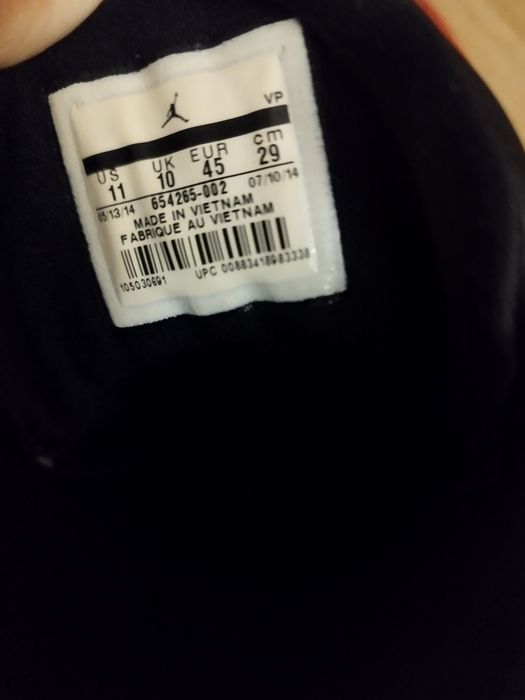 VP
US UK EUR cm
11 10 45 29
05/13/14 654265-002 07/10/14
MADE IN VIETNAM
FABRIQUE AU VIETNAM
105030691 UPC 00883418983338